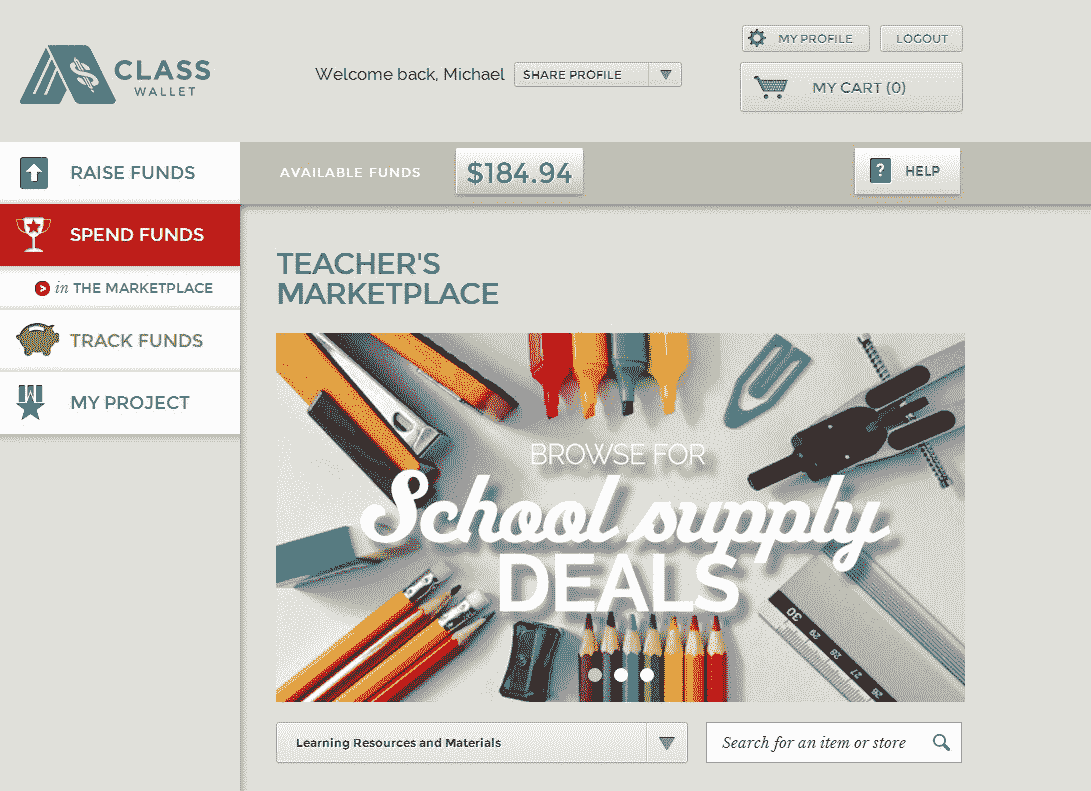 MY PROFILE
LOGOUT
CLASS
WALLET
Welcome back, Michael
SHARE PROFILE
MY CART (0)
RAISE FUNDS
AVAILABLE FUNDS
$184.94
? HELP
SPEND FUNDS
in THE MARKETPLACE
TRACK FUNDS
MY PROJECT
TEACHER'S
MARKETPLACE
BROWSE FOR
School supply
DEALS
30
29
28
27
26
Learning Resources and Materials
Search for an item or store